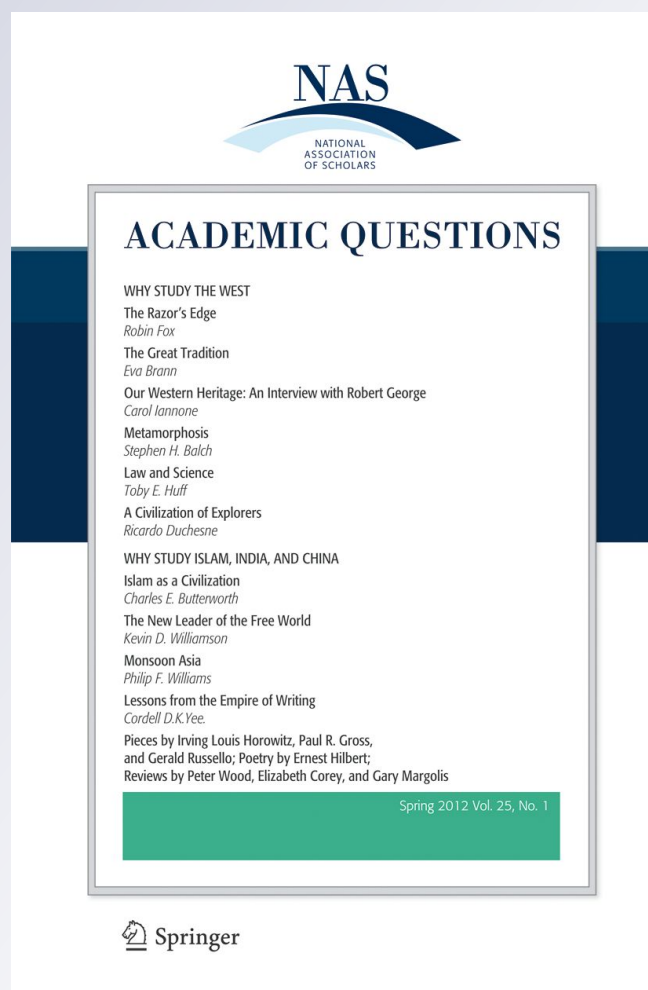 NAS
NATIONAL
ASSOCIATION
OF SCHOLARS
ACADEMIC QUESTIONS
WHY STUDY THE WEST
The Razor's Edge
Robin Fox
The Great Tradition
Eva Brann
Our Western Heritage: An Interview with Robert George
Carol Iannone
Metamorphosis
Stephen H. Balch
Law and Science
Toby E. Huff
A Civilization of Explorers
Ricardo Duchesne
WHY STUDY ISLAM, INDIA, AND CHINA
Islam as a Civilization
Charles E. Butterworth
The New Leader of the Free World
Kevin D. Williamson
Monsoon Asia
Philip F. Williams
Lessons from the Empire of Writing
Cordell D.K.Yee.
Pieces by Irving Louis Horowitz, Paul R. Gross,
and Gerald Russello; Poetry by Ernest Hilbert;
Reviews by Peter Wood, Elizabeth Corey, and Gary Margolis
Spring 2012 Vol. 25, No. 1
Springer